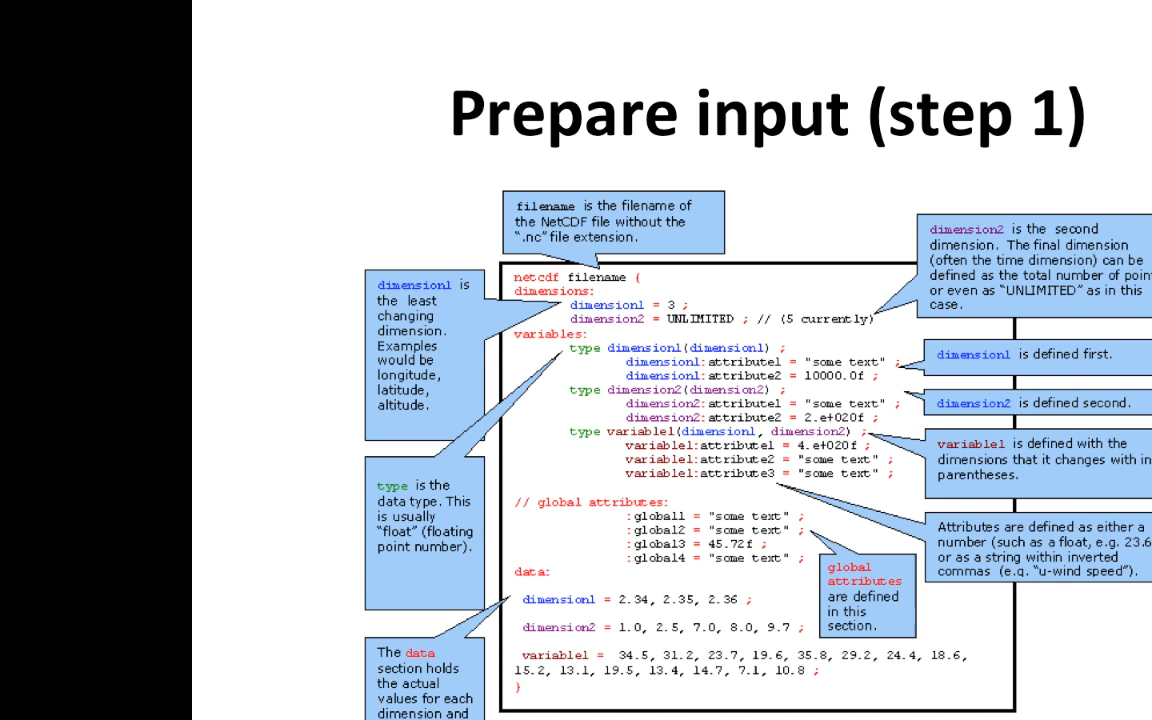 Prepare input (step 1)
filename is the filename of
the NetCDF file without the
".nc" file extension.
dimension1 is
the least
changing
dimension.
Examples
would be
longitude,
latitude,
altitude.
type is the
data type. This
is usually
"float" (floating
point number).
The data
section holds
the actual
values for each
dimension and
netcdf filename {
dimensions:
dimension1 = 3 ;
dimension2 = UNLIMITED ; // (5 currently)
variables:
type dimension1(dimension1) ;
dimension1:attribute1 = "some text" ;
dimension1:attribute2 = 10000.0f ;
type dimension2(dimension2) ;
dimension2:attribute1 = "some text" ;
dimension2:attribute2 = 2.e+020f ;
type variable1(dimension1, dimension2) ;
variable1:attribute1 = 4.e+020f ;
variable1:attribute2 = "some text" ;
variable1:attribute3 = "some text" ;
// global attributes:
:global1 = "some text" ;
:global2 = "some text" ;
:global3 = 45.72f ;
:global4 = "some text" ;
data:
dimension1 = 2.34, 2.35, 2.36 ;
dimension2 = 1.0, 2.5, 7.0, 8.0, 9.7 ;
variable1 = 34.5, 31.2, 23.7, 19.6, 35.8, 29.2, 24.4, 18.6,
15.2, 13.1, 19.5, 13.4, 14.7, 7.1, 10.8 ;
}
dimension2 is the second
dimension. The final dimension
(often the time dimension) can be
defined as the total number of poin
or even as "UNLIMITED" as in this
case.
dimension1 is defined first.
dimension2 is defined second.
variable1 is defined with the
dimensions that it changes with in
parentheses.
Attributes are defined as either a
number (such as a float, e.g. 23.6
or as a string within inverted
commas (e.g. "u-wind speed").
global
attributes
are defined
in this
section.